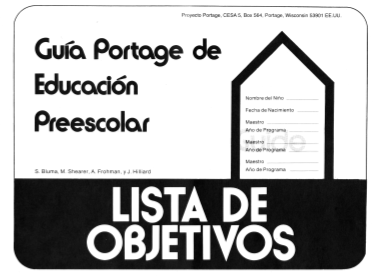 Proyecto Portage, CESA 5, Box 564, Portage, Wisconsin 53901 EE.UU.
Guía Portage de
Educación
Preescolar
Nombre del Niño
Fecha de Nacimiento
Maestro
Año de Programa
Maestro
Año de Programa
Maestro
Año de Programa
S. Bluma, M. Shearer, A. Frohman, y J. Hilliard
LISTA DE
OBJETIVOS